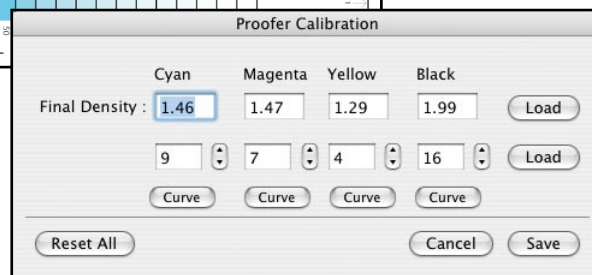 50
Proofer Calibration
Cyan Magenta Yellow Black
Final Density : 1.46 1.47 1.29 1.99 Load
9 7 4 16 Load
Curve Curve Curve Curve
Reset All Cancel Save